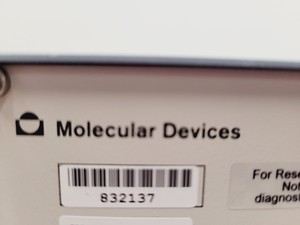 Molecular Devices
832137
For Rese
Not
diagnost